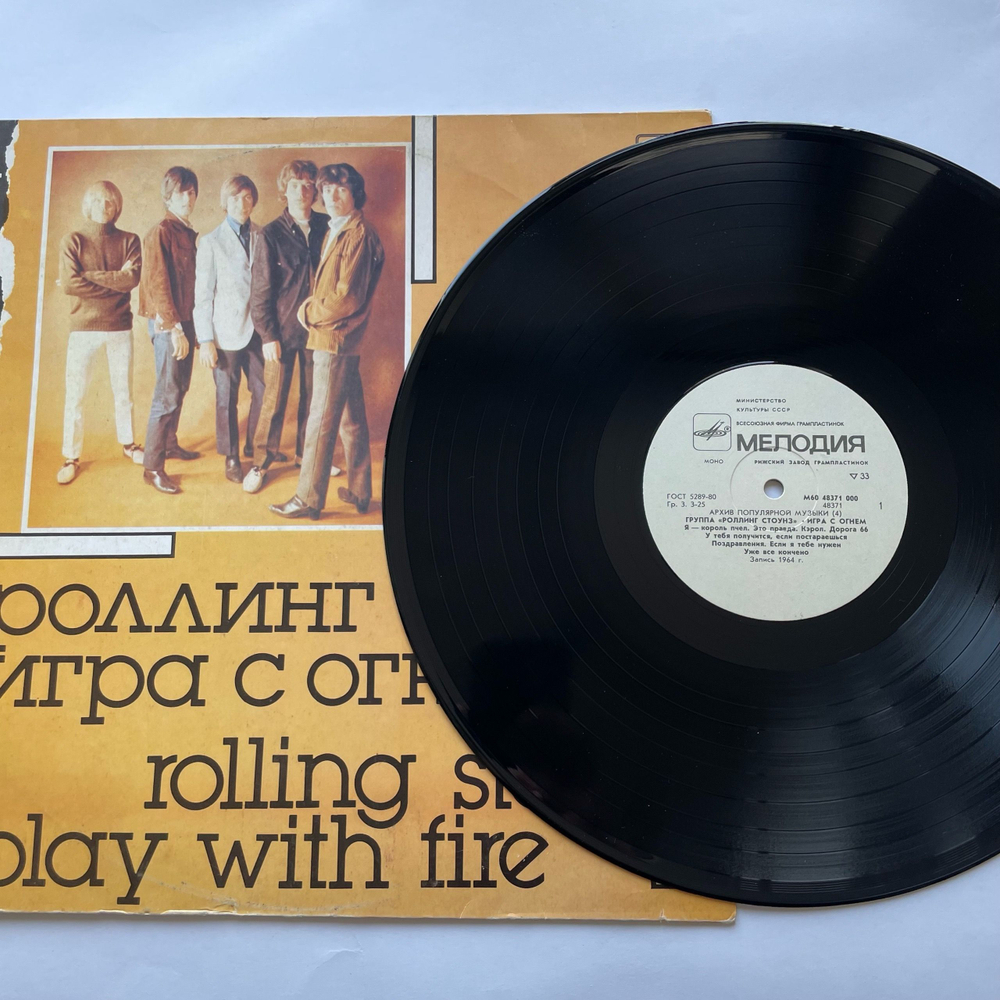 роллинг
игра с
rolling
play with fire
МИНИСТЕРСТВО
КУЛЬТУРЫ СССР
ВСЕСОЮЗНАЯ ФИРМА ГРАМПЛАСТИНОК
МЕЛОДИЯ
МОНО РИЖСКИЙ ЗАВОД ГРАМПЛАСТИНОК
33
ГОСТ 5289-80 М60 48371 000
Гр. 3. 3-25 48371 1
АРХИВ ПОПУЛЯРНОЙ МУЗЫКИ (4)
ГРУППА «РОЛЛИНГ СТОУНЗ» • ИГРА С ОГНЕМ
Я — король пчел. Это правда. Кэрол. Дорога 66
У тебя получится, если постараешься
Поздравления. Если я тебе нужен
Уже все кончено
Запись 1964 г.